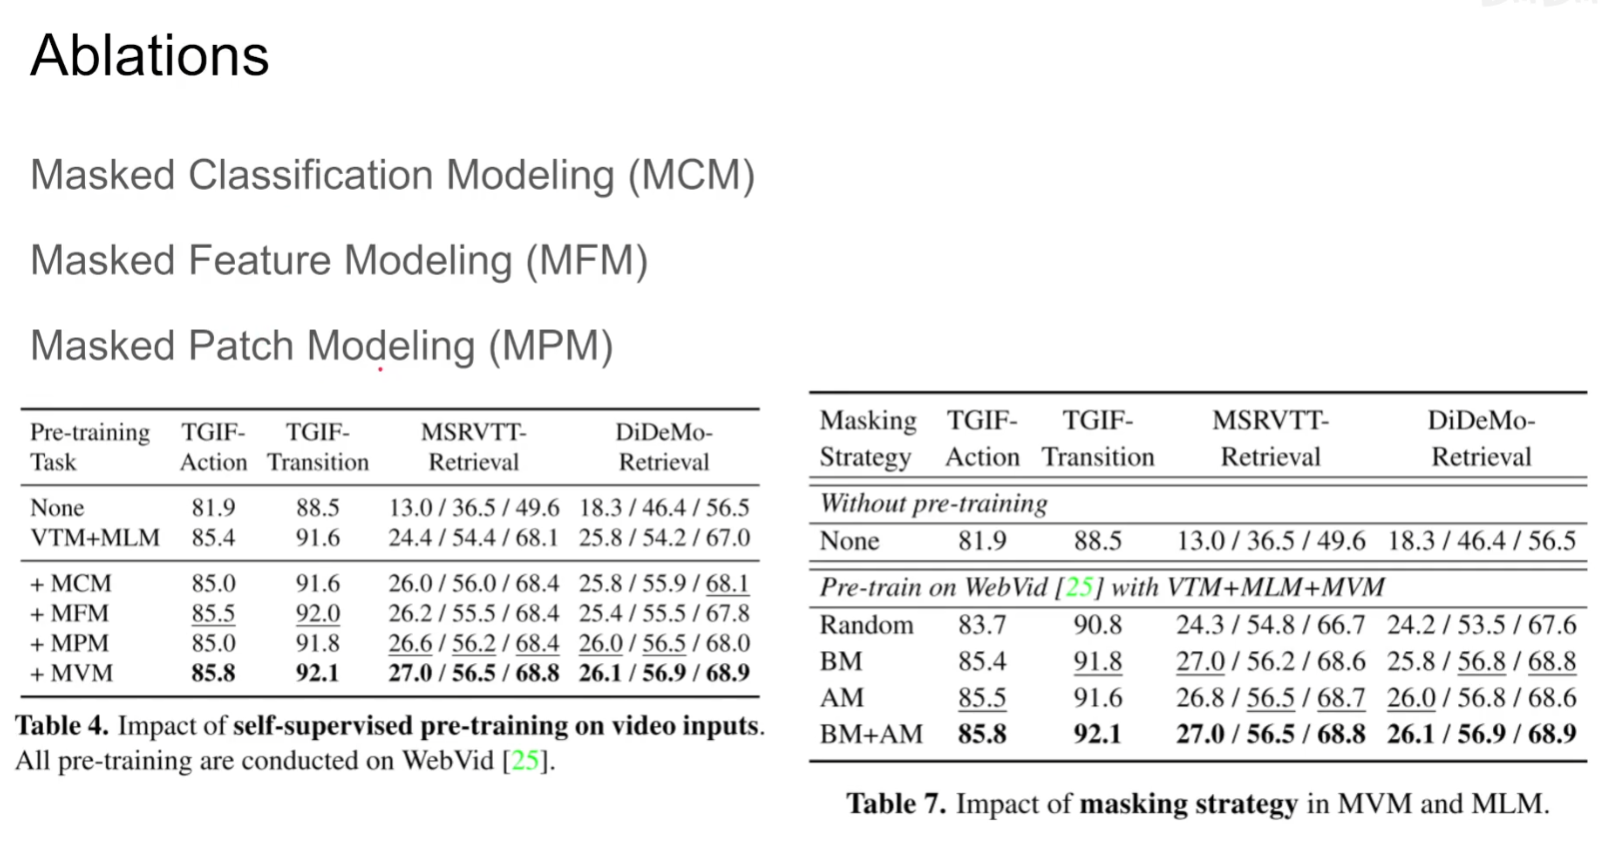 Ablations
Masked Classification Modeling (MCM)
Masked Feature Modeling (MFM)
Masked Patch Modeling (MPM)
Pre-training TGIF- TGIF- MSRVTT- DiDeMo-
Task Action Transition Retrieval Retrieval
None 81.9 88.5 13.0 / 36.5 / 49.6 18.3 / 46.4 / 56.5
VTM+MLM 85.4 91.6 24.4 / 54.4 / 68.1 25.8 / 54.2 / 67.0
+ MCM 85.0 91.6 26.0 / 56.0 / 68.4 25.8 / 55.9 / 68.1
+ MFM 85.5 92.0 26.2 / 55.5 / 68.4 25.4 / 55.5 / 67.8
+ MPM 85.0 91.8 26.6 / 56.2 / 68.4 26.0 / 56.5 / 68.0
+ MVM 85.8 92.1 27.0 / 56.5 / 68.8 26.1 / 56.9 / 68.9
Table 4. Impact of self-supervised pre-training on video inputs.
All pre-training are conducted on WebVid [25].
Masking TGIF- TGIF- MSRVTT- DiDeMo-
Strategy Action Transition Retrieval Retrieval
Without pre-training
None 81.9 88.5 13.0 / 36.5 / 49.6 18.3 / 46.4 / 56.5
Pre-train on WebVid [25] with VTM+MLM+MVM
Random 83.7 90.8 24.3 / 54.8 / 66.7 24.2 / 53.5 / 67.6
BM 85.4 91.8 27.0 / 56.2 / 68.6 25.8 / 56.8 / 68.8
AM 85.5 91.6 26.8 / 56.5 / 68.7 26.0 / 56.8 / 68.6
BM+AM 85.8 92.1 27.0 / 56.5 / 68.8 26.1 / 56.9 / 68.9
Table 7. Impact of masking strategy in MVM and MLM.